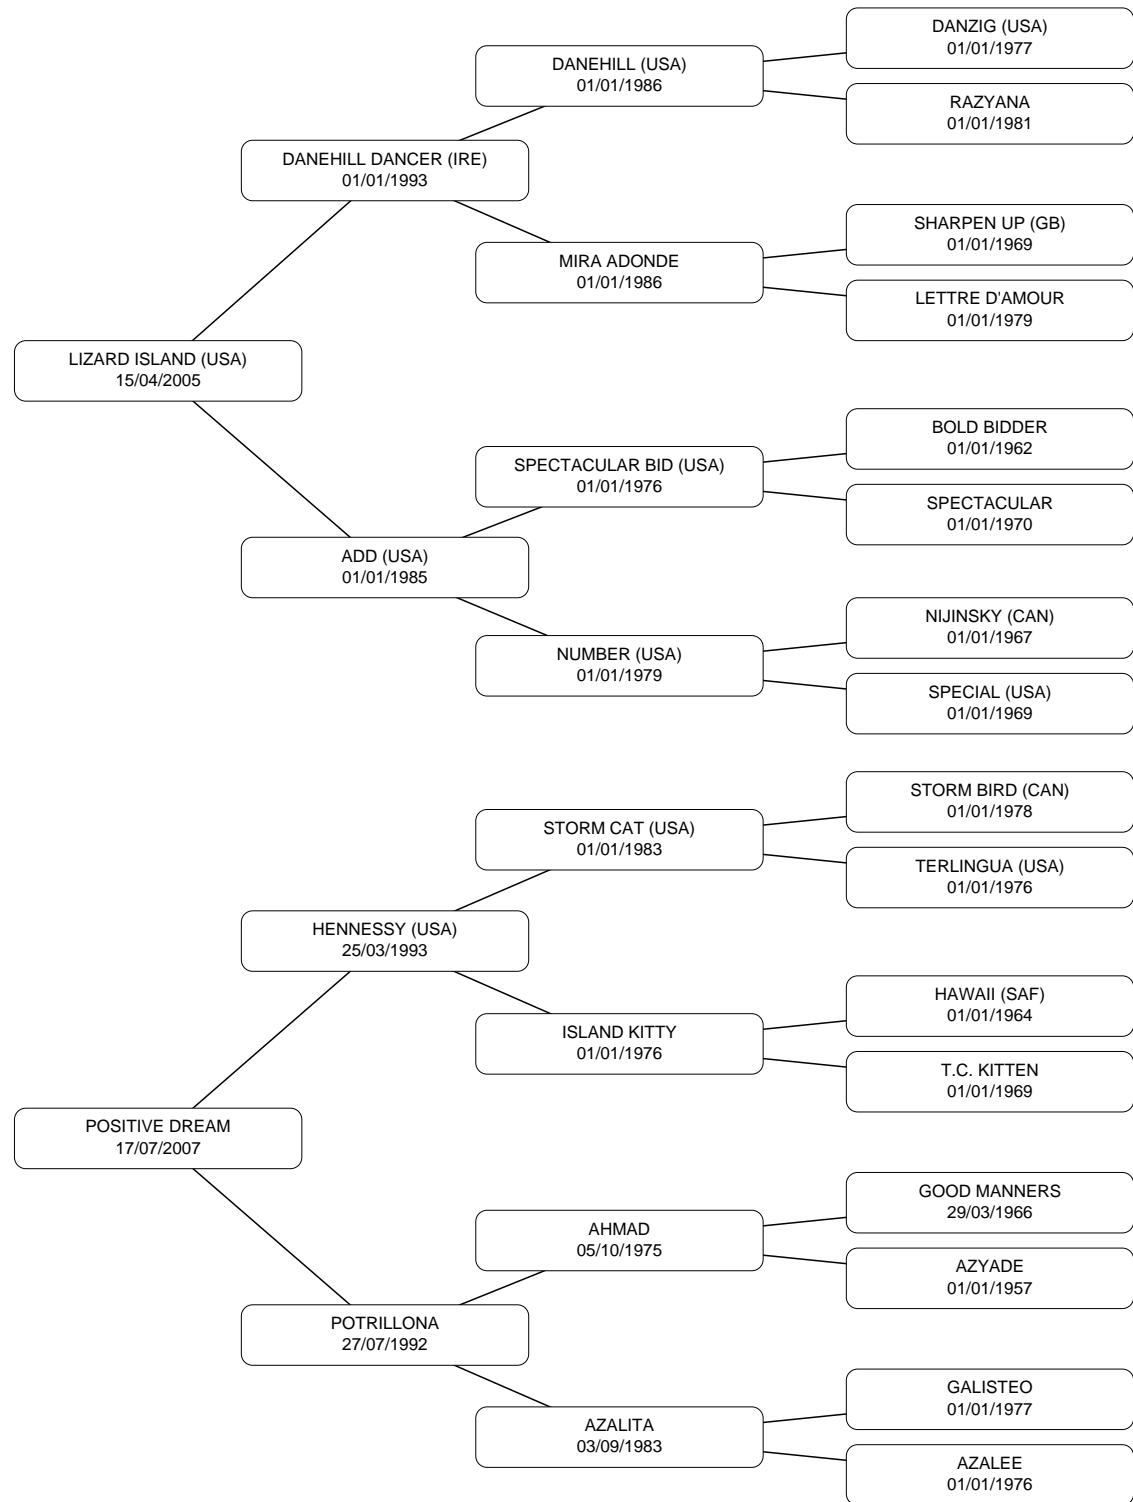 DANZIG (USA)
01/01/1977
DANEHILL (USA)
01/01/1986
RAZYANA
01/01/1981
DANEHILL DANCER (IRE)
01/01/1993
SHARPEN UP (GB)
01/01/1969
MIRA ADONDE
01/01/1986
LETTRE D'AMOUR
01/01/1979
LIZARD ISLAND (USA)
15/04/2005
BOLD BIDDER
01/01/1962
SPECTACULAR BID (USA)
01/01/1976
SPECTACULAR
01/01/1970
ADD (USA)
01/01/1985
NIJINSKY (CAN)
01/01/1967
NUMBER (USA)
01/01/1979
SPECIAL (USA)
01/01/1969
STORM BIRD (CAN)
01/01/1978
STORM CAT (USA)
01/01/1983
TERLINGUA (USA)
01/01/1976
HENNESSY (USA)
25/03/1993
HAWAII (SAF)
01/01/1964
ISLAND KITTY
01/01/1976
T.C. KITTEN
01/01/1969
POSITIVE DREAM
17/07/2007
GOOD MANNERS
29/03/1966
AHMAD
05/10/1975
AZYADE
01/01/1957
POTRILLONA
27/07/1992
GALISTEO
01/01/1977
AZALITA
03/09/1983
AZALEE
01/01/1976